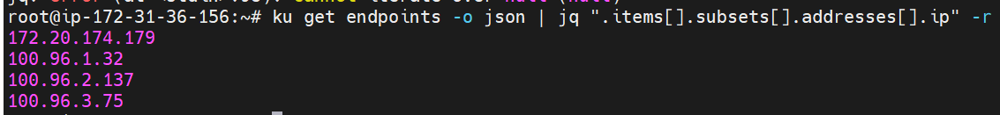 jq: error (at <stdin>:85): Cannot iterate over null (null)
root@ip-172-31-36-156:~# ku get endpoints -o json | jq ".items[].subsets[].addresses[].ip" -r
172.20.174.179
100.96.1.32
100.96.2.137
100.96.3.75